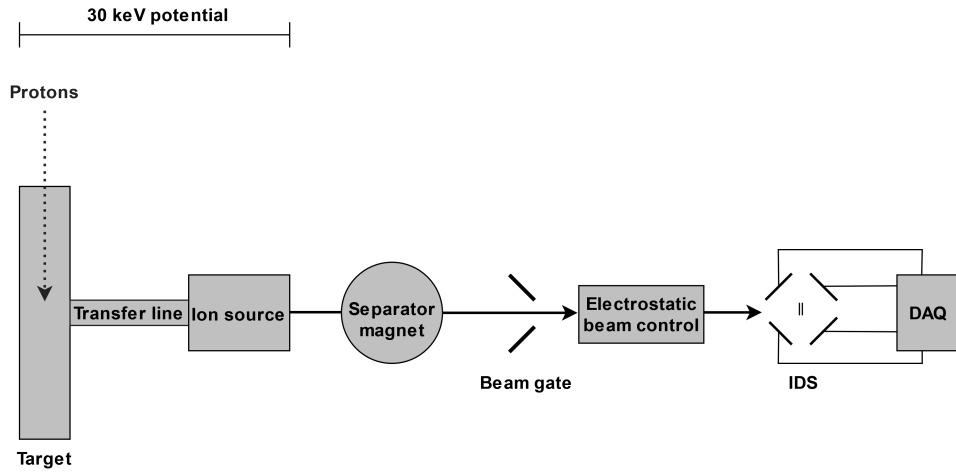 30 keV potential
Protons
Transfer line
Ion source
Separator
magnet
Electrostatic
beam control
DAQ
Beam gate
IDS
Target